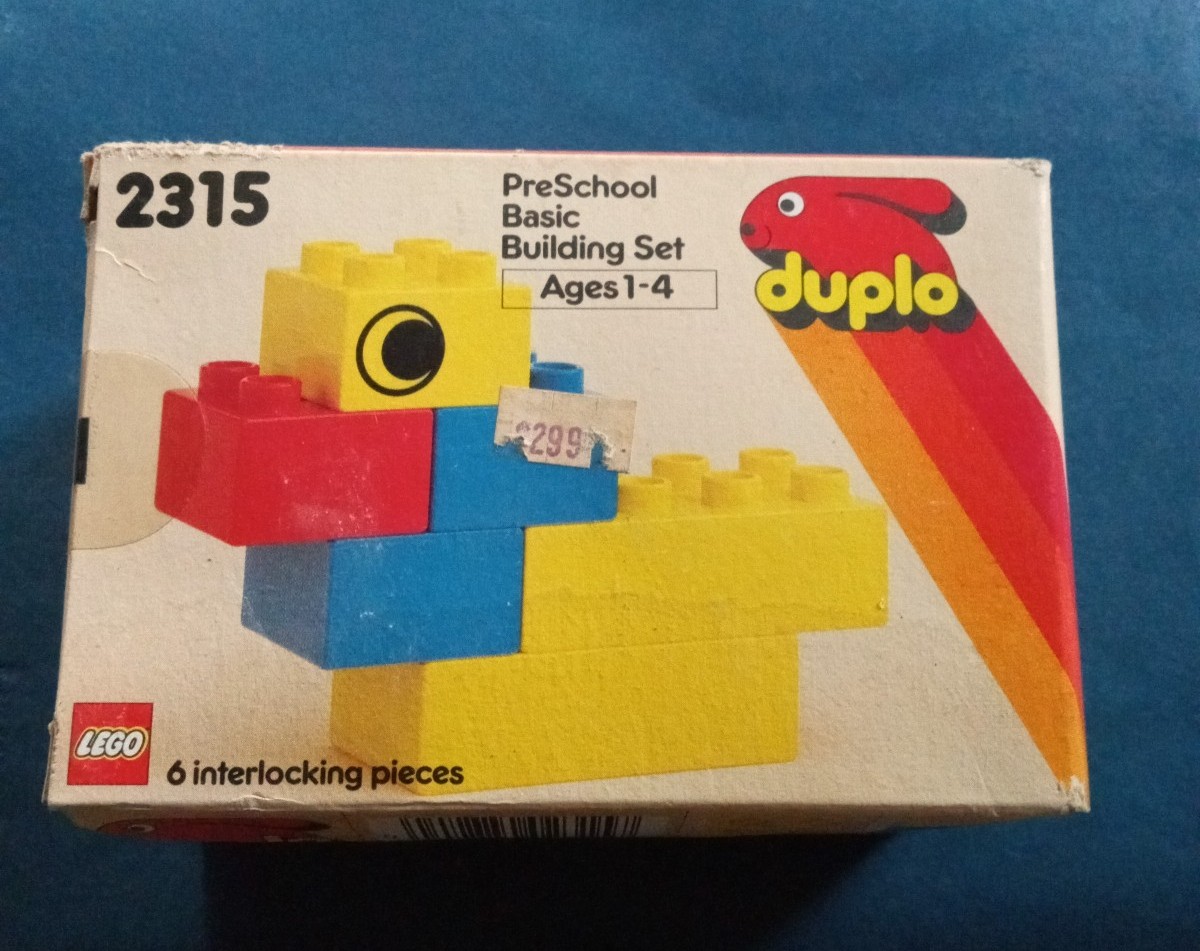 2315
PreSchool
Basic
Building Set
Ages 1-4
duplo
299
LEGO
6 interlocking pieces